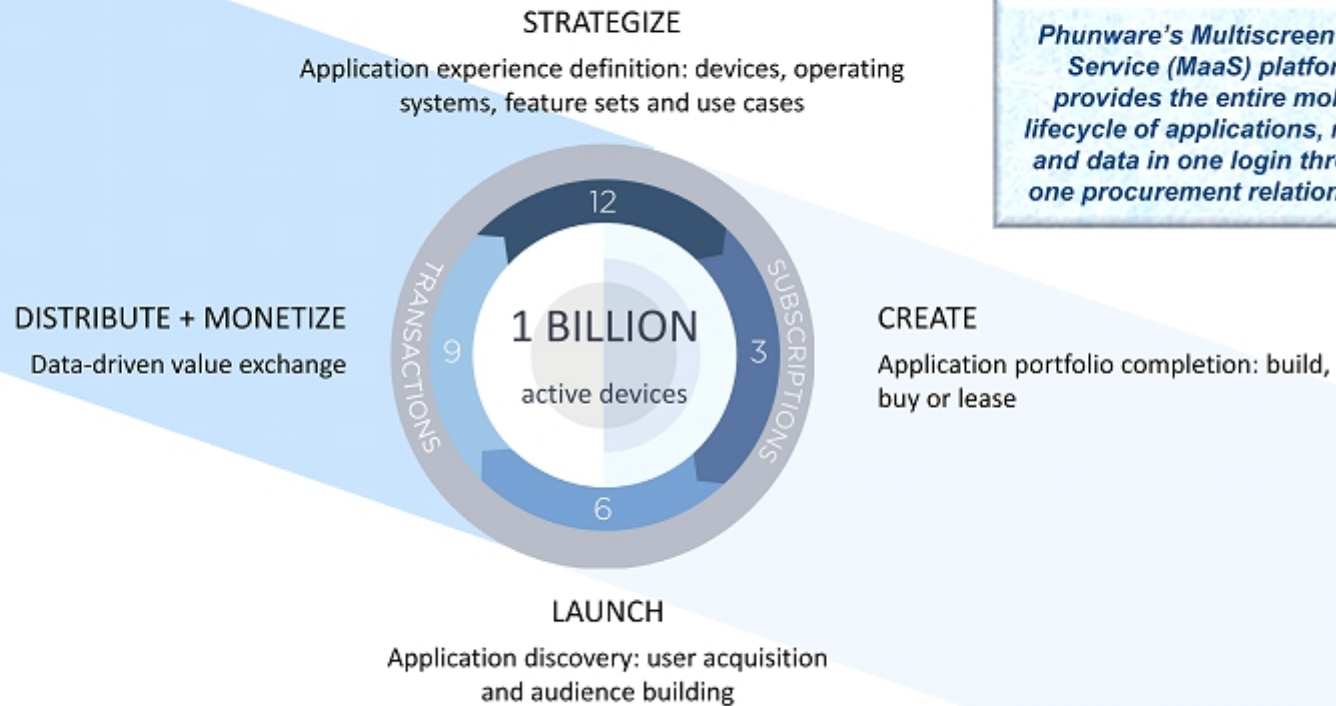 STRATEGIZE
Application experience definition: devices, operating
systems, feature sets and use cases
Phunware's Multiscreen
Service (MaaS) platfor
provides the entire mo
lifecycle of applications,
and data in one login thr
one procurement relation
12
TRANSACTIONS
SUBSCRIPTIONS
DISTRIBUTE + MONETIZE
Data-driven value exchange
9
1 BILLION
active devices
3
CREATE
Application portfolio completion: build,
buy or lease
6
LAUNCH
Application discovery: user acquisition
and audience building